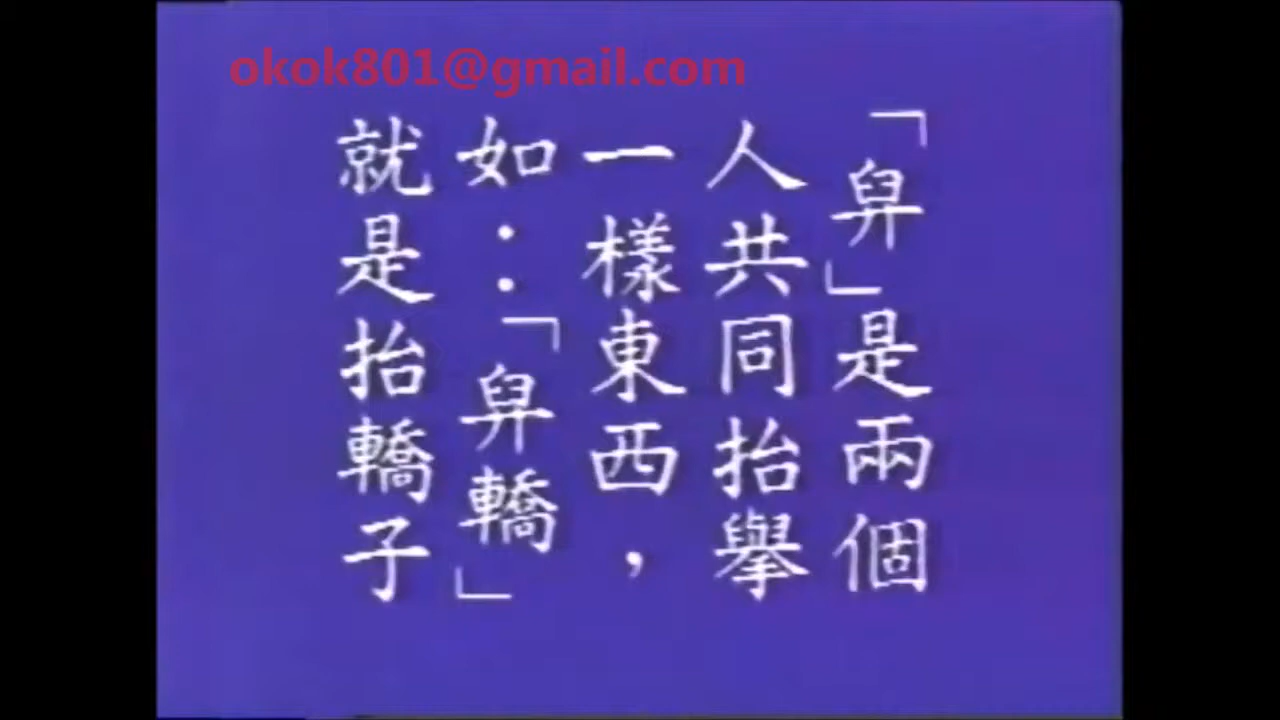 okok801@gmail.com
「舁」是兩個
人共同抬舉
一樣東西，
如：「舁轎」
就是抬轎子